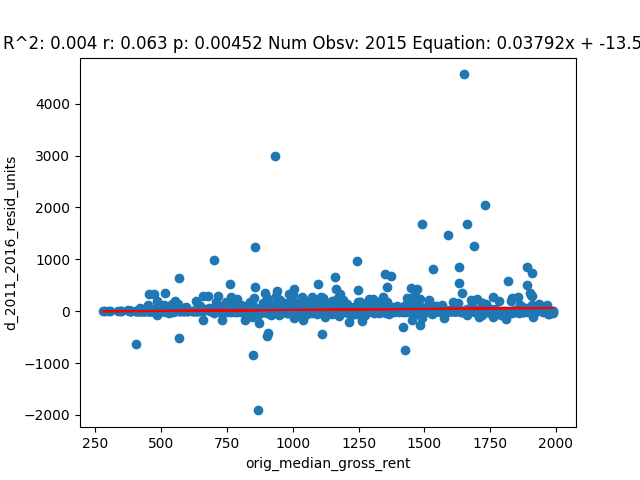 R^2: 0.004 r: 0.063 p: 0.00452 Num Obsv: 2015 Equation: 0.03792x + -13.5
4000
3000
2000
1000
0
−1000
−2000
d_2011_2016_resid_units
250 500 750 1000 1250 1500 1750 2000
orig_median_gross_rent